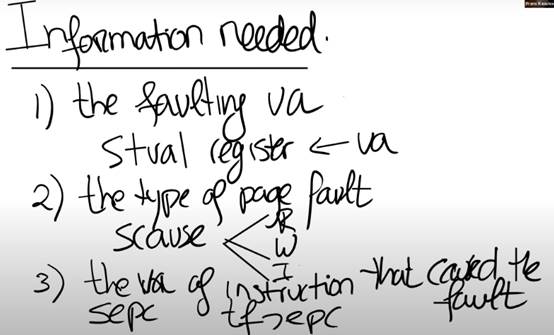 Information needed.
1) the faulting va
Stval register ← va
2) the type of page fault
scause < R
W
I
3) the va of instruction that caused the fault
sepc tf->epc